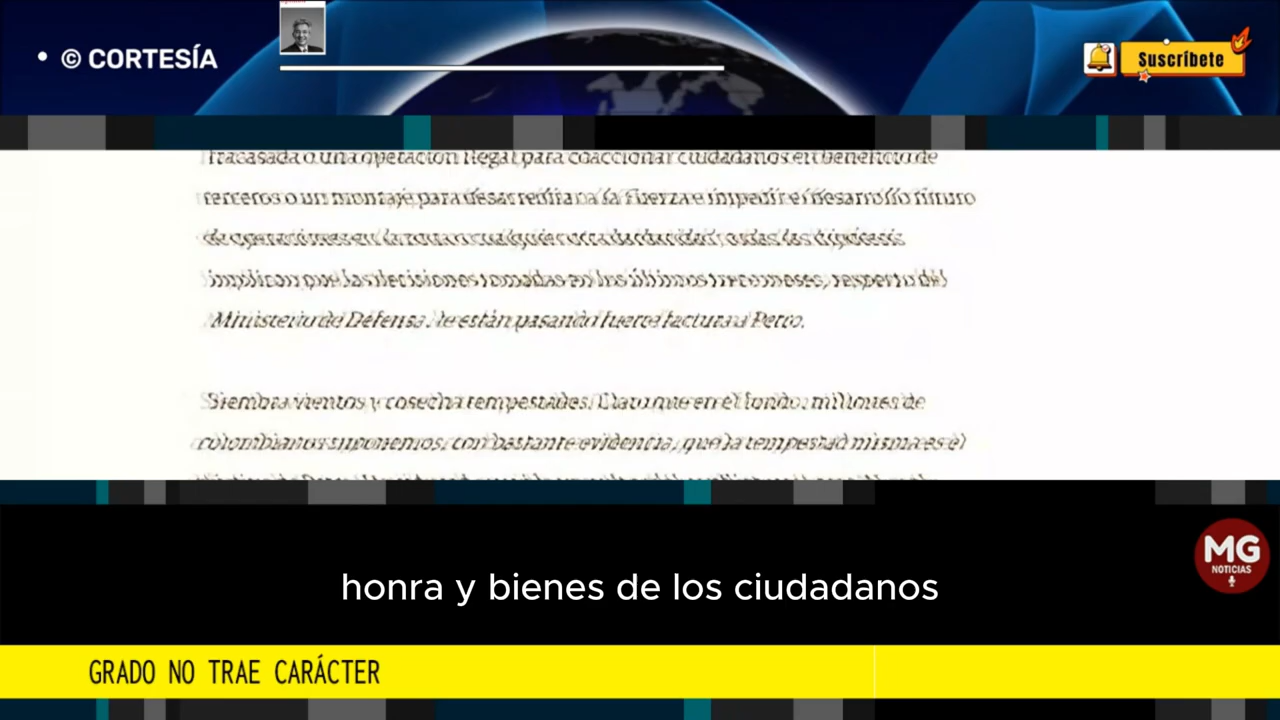 • © CORTESÍA
Suscríbete
fracasada o una operación ilegal para coaccionar ciudadanos en beneficio de
terceros o un montaje para desacreditar a la Fuerza e impedir el desarrollo futuro
de operaciones en la zona o cualquier otra barbaridad, todas las hipótesis
implican que las decisiones tomadas en los últimos trece meses, respecto del
Ministerio de Defensa, le están pasando fuerte factura a Petro.
Siembra vientos y cosecha tempestades. Claro que en el fondo, millones de
colombianos suponemos, con bastante evidencia, que la tempestad misma es el
MG
NOTICIAS
honra y bienes de los ciudadanos
GRADO NO TRAE CARÁCTER